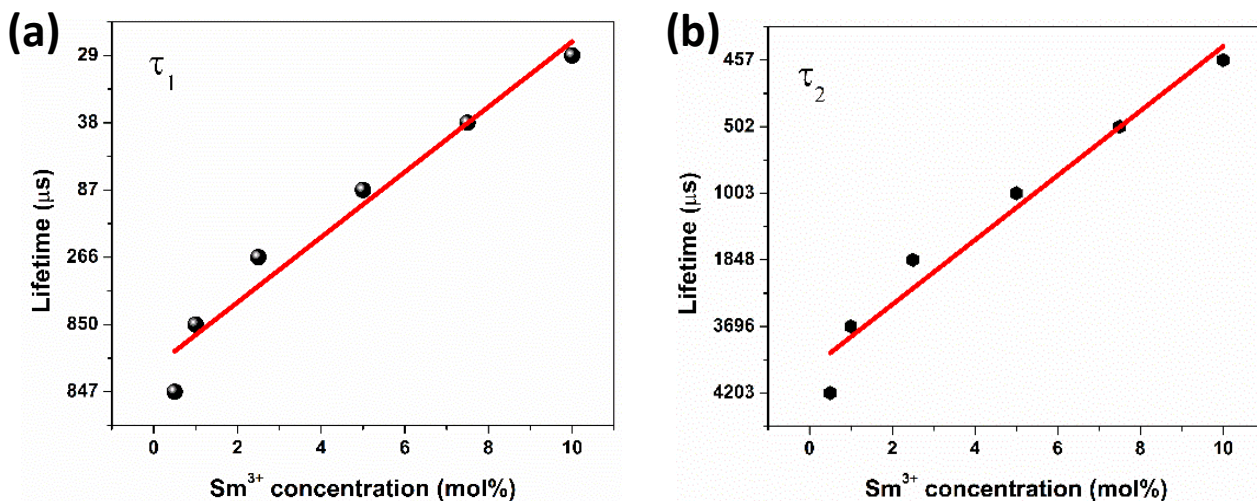 (a)
τ1
Lifetime (μs)
29
38
87
266
850
847
0 2 4 6 8 10
Sm3+ concentration (mol%)
(b)
τ2
Lifetime (μs)
457
502
1003
1848
3696
4203
0 2 4 6 8 10
Sm3+ concentration (mol%)